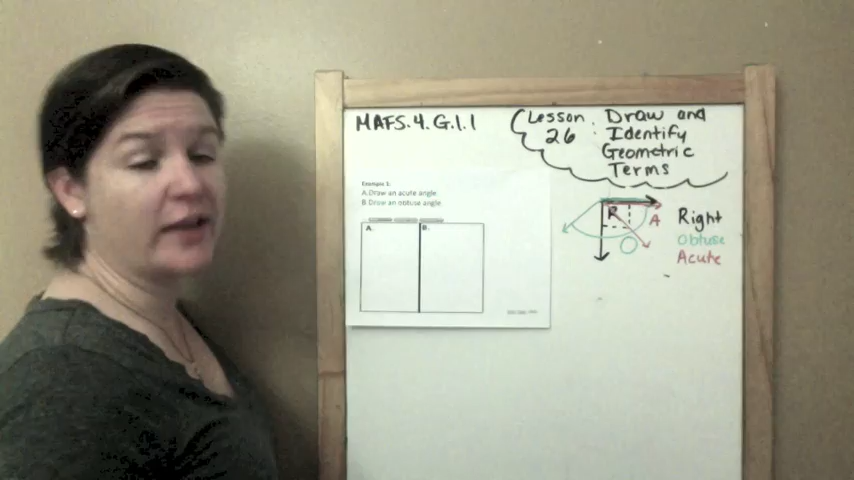 MAFS.4.G.1.1
Lesson 26: Draw and
Identify
Geometric
Terms
Example 1:
A.Draw an acute angle
B.Draw an obtuse angle
A. B.
R
A
O
Right
Obtuse
Acute